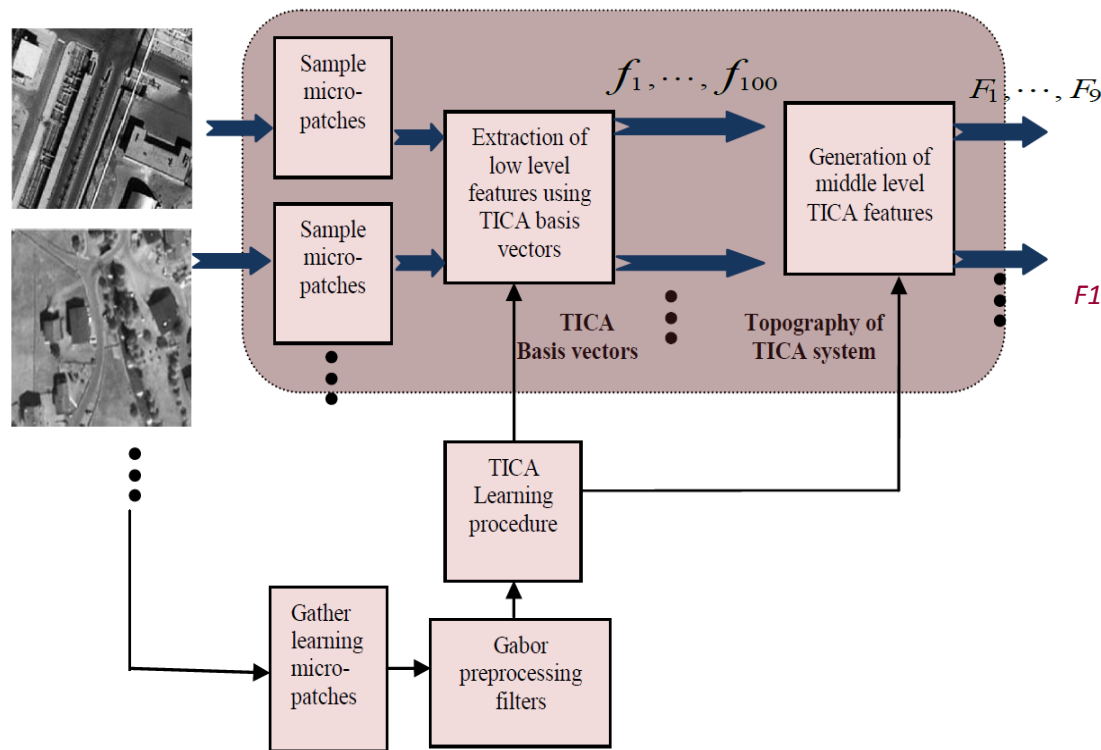 Sample
micro-
patches
Extraction of
low level
features using
TICA basis
vectors
f1, ···, f100
Generation of
middle level
TICA features
F1, ···, F9
Sample
micro-
patches
F1
TICA
Basis vectors
Topography of
TICA system
TICA
Learning
procedure
Gather
learning
micro-
patches
Gabor
preprocessing
filters